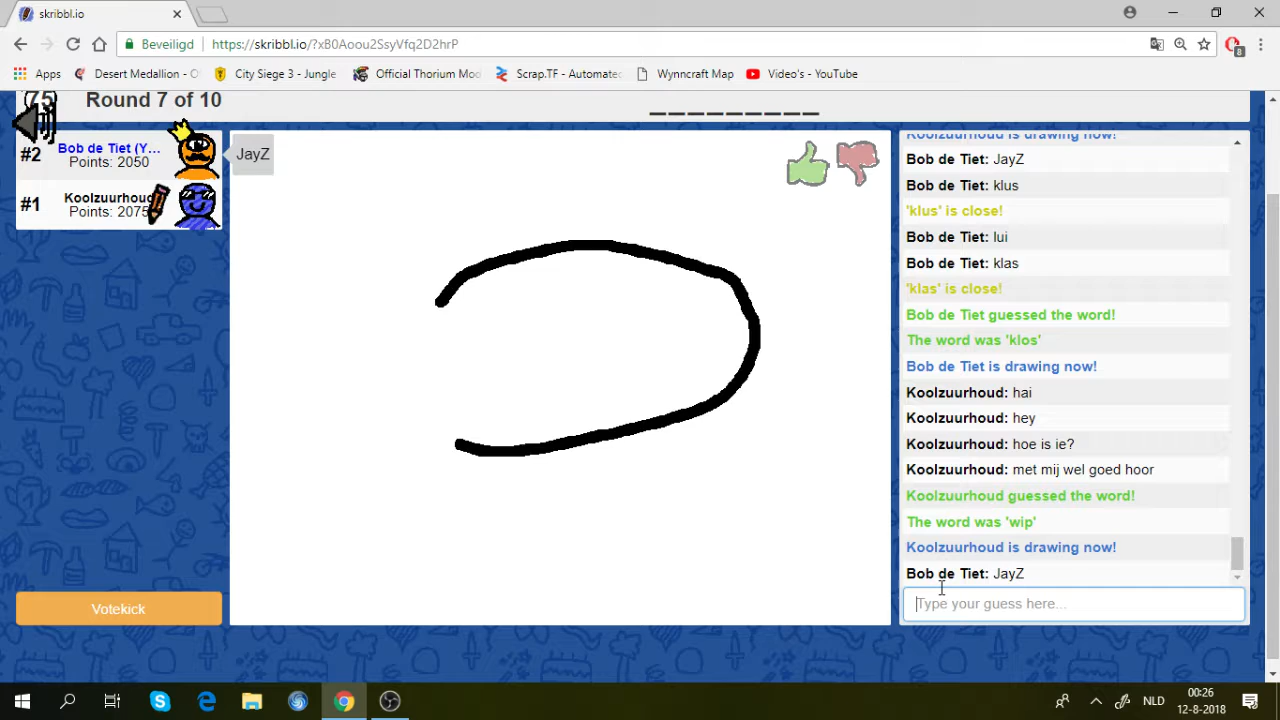 skribbl.io
Beveiligd
https://skribbl.io/?xB0Aoou2SsyVfq2D2hrP
8
Apps
Desert Medallion - O
City Siege 3 - Jungle
Official Thorium Mod
Scrap.TF - Automated
Wynncraft Map
Video's - YouTube
75
Round 7 of 10
_ _ _ _ _ _ _ _ _
#2
Bob de Tiet (Y...
Points: 2050
#1
Koolzuurhoud
Points: 2075
JayZ
Koolzuurhoud is drawing now!
Bob de Tiet: JayZ
Bob de Tiet: klus
'klus' is close!
Bob de Tiet: lui
Bob de Tiet: klas
'klas' is close!
Bob de Tiet guessed the word!
The word was 'klos'
Bob de Tiet is drawing now!
Koolzuurhoud: hai
Koolzuurhoud: hey
Koolzuurhoud: hoe is ie?
Koolzuurhoud: met mij wel goed hoor
Koolzuurhoud guessed the word!
The word was 'wip'
Koolzuurhoud is drawing now!
Bob de Tiet: JayZ
Type your guess here...
Votekick
NLD
00:26
12-8-2018